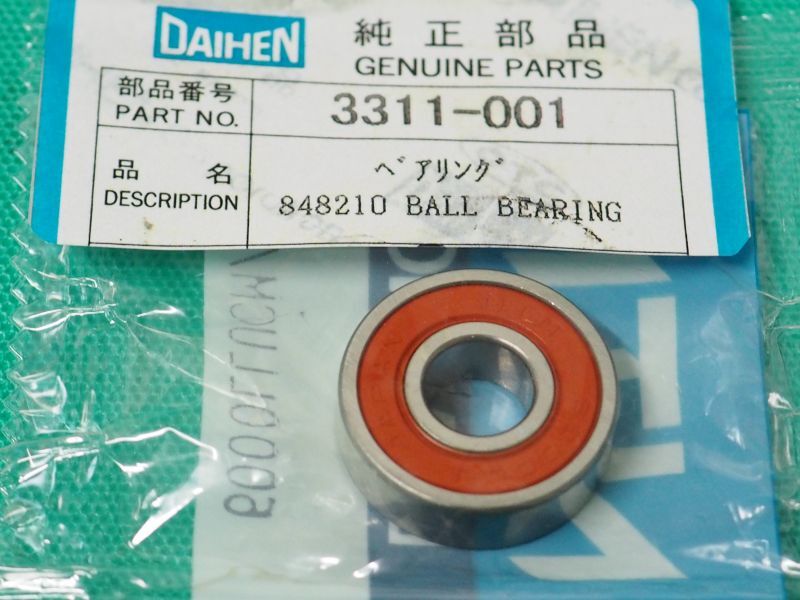 DAIHEN 純正部品
GENUINE PARTS
部品番号
PART NO. 3311-001
品名 ベアリング
DESCRIPTION 848210 BALL BEARING